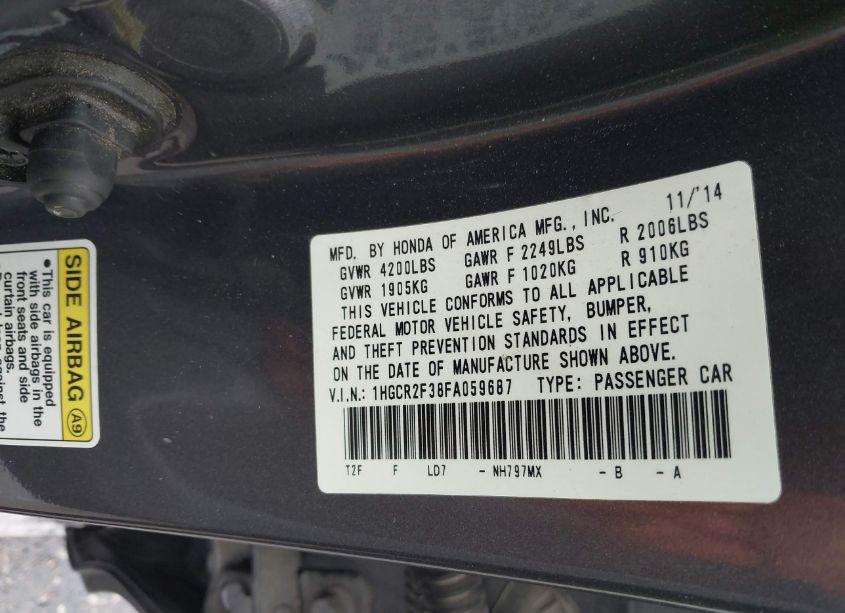 11/'14
MFD. BY HONDA OF AMERICA MFG., INC.
GVWR 4200LBS GAWR F 2249LBS R 2006LBS
GVWR 1905KG GAWR F 1020KG R 910KG
THIS VEHICLE CONFORMS TO ALL APPLICABLE
FEDERAL MOTOR VEHICLE SAFETY, BUMPER,
AND THEFT PREVENTION STANDARDS IN EFFECT
ON THE DATE OF MANUFACTURE SHOWN ABOVE.
V.I.N.: 1HGCR2F38FA059687 TYPE: PASSENGER CAR
T2F F LD7 - NH797MX - B - A
SIDE AIRBAG A9
•This car is equipped
with side airbags in the
front seats and side
curtain airbags.
against the